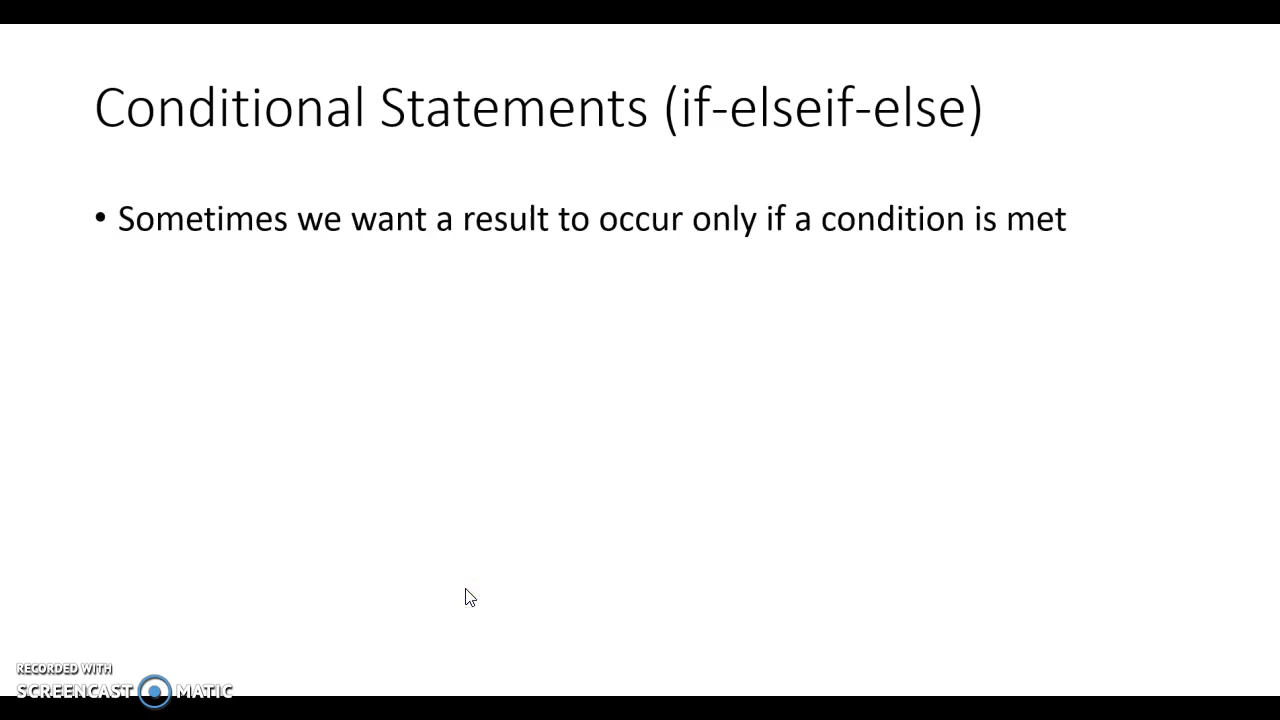 Conditional Statements (if-elseif-else)
• Sometimes we want a result to occur only if a condition is met
RECORDED WITH
SCREENCAST MATIC